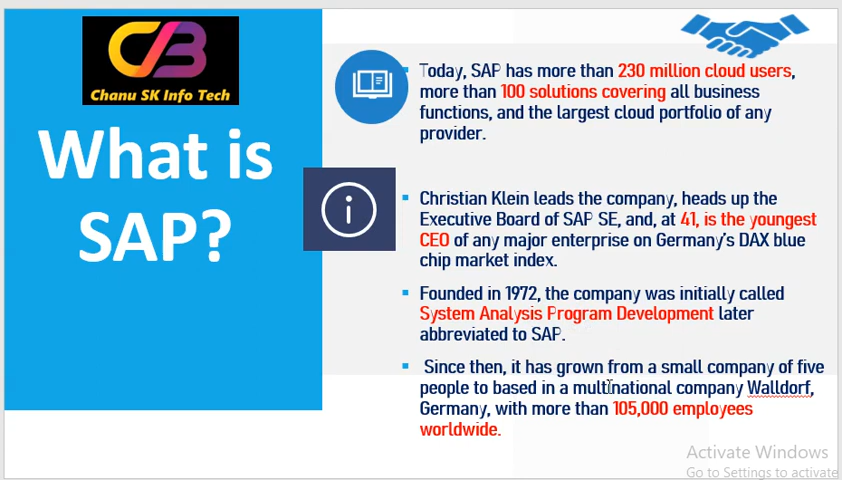 Chanu SK Info Tech
What is
SAP?
Today, SAP has more than 230 million cloud users,
more than 100 solutions covering all business
functions, and the largest cloud portfolio of any
provider.
Christian Klein leads the company, heads up the
Executive Board of SAP SE, and, at 41, is the youngest
CEO of any major enterprise on Germany's DAX blue
chip market index.
Founded in 1972, the company was initially called
System Analysis Program Development later
abbreviated to SAP.
Since then, it has grown from a small company of five
people to based in a multinational company Walldorf,
Germany, with more than 105,000 employees
worldwide.
Activate Windows
Go to Settings to activate